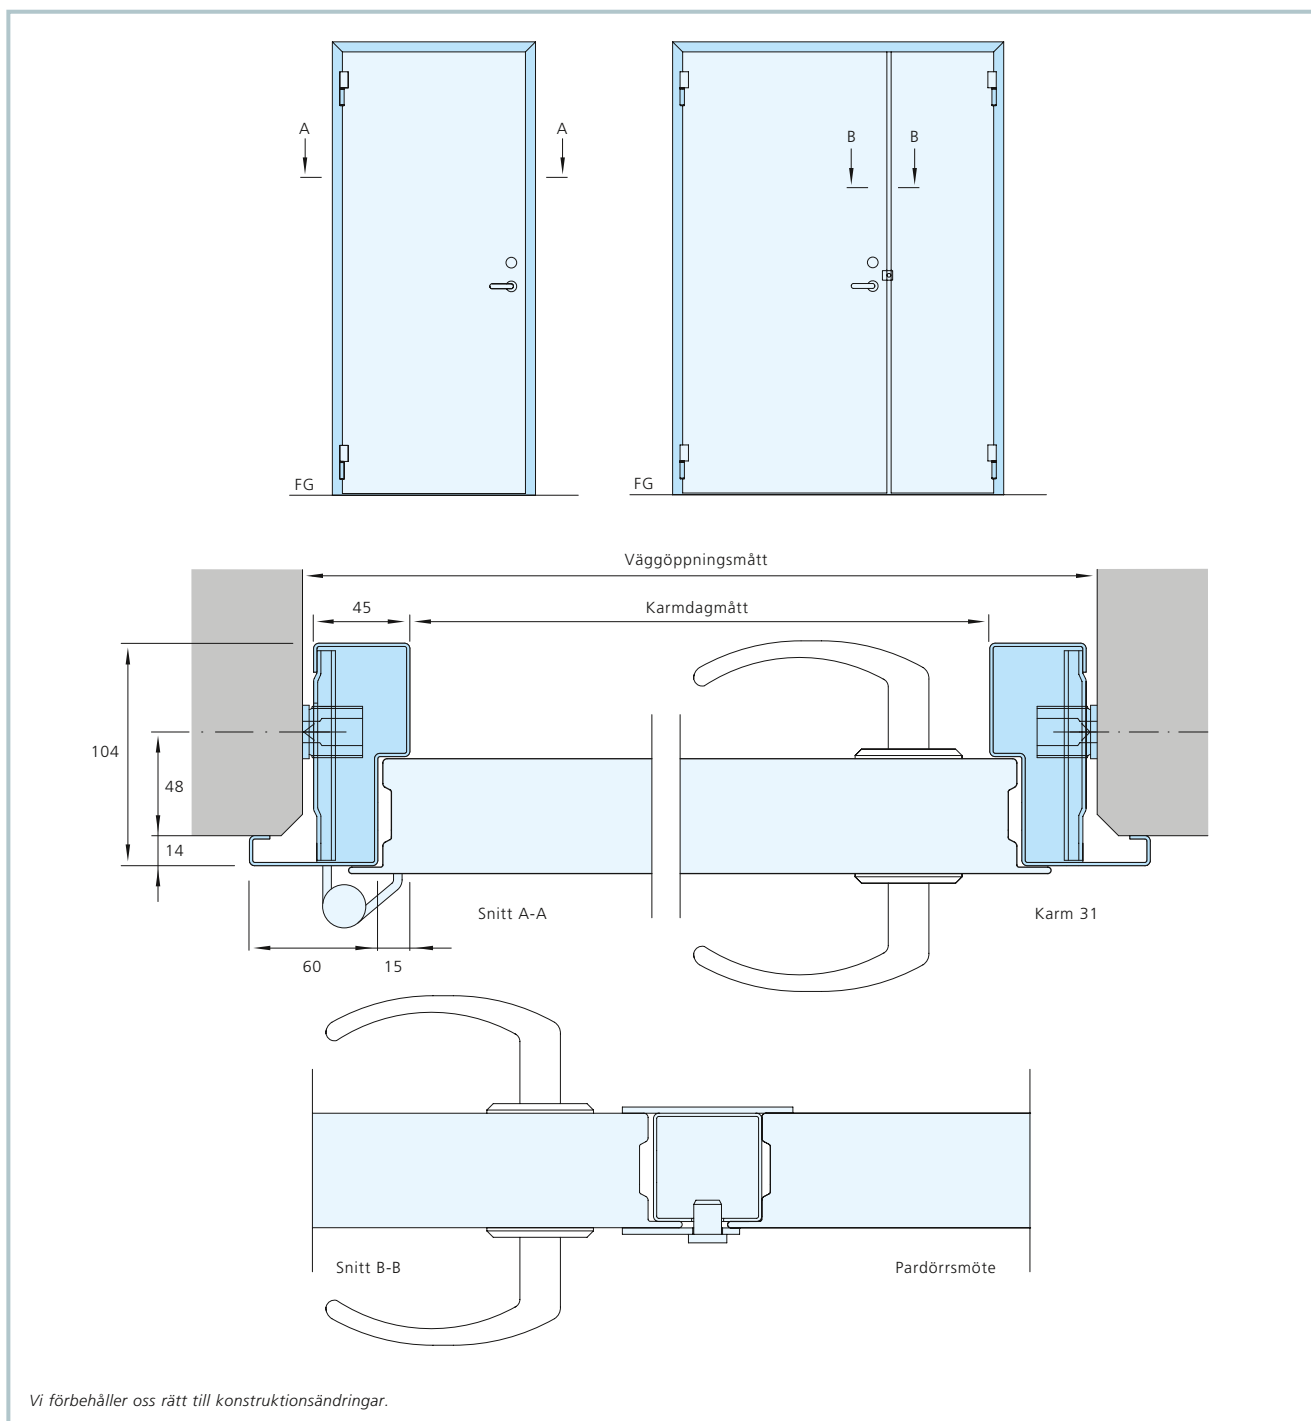 A
A
B
B
FG
FG
Väggöppningsmått
45
Karmdagmått
104
48
14
Snitt A-A
Karm 31
60
15
Snitt B-B
Pardörrsmöte
Vi förbehåller oss rätt till konstruktionsändringar.